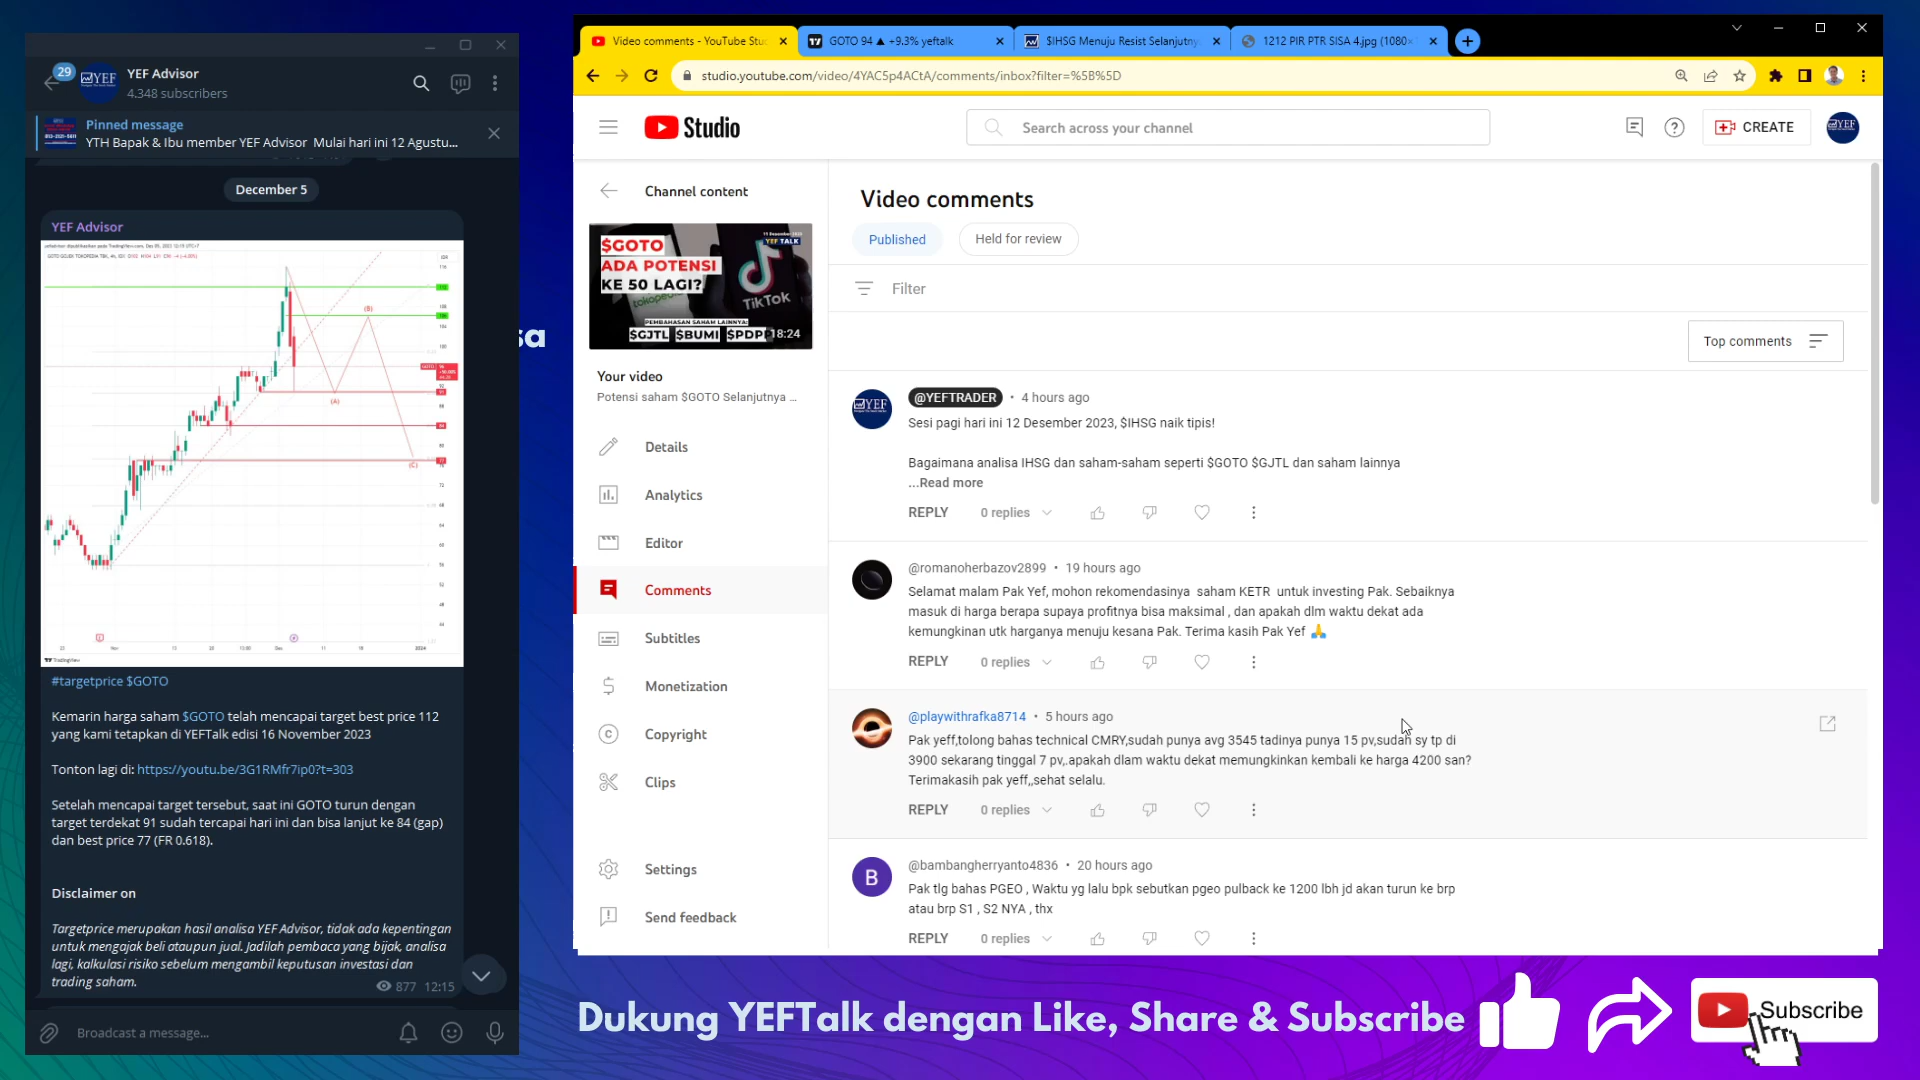 29
YEF
YEF Advisor
4.348 subscribers
Pinned message
YTH Bapak & Ibu member YEF Advisor Mulai hari ini 12 Agustu...
December 5
YEF Advisor
(B)
(A)
(C)
2024
TradingView
#targetprice $GOTO
Kemarin harga saham $GOTO telah mencapai target best price 112
yang kami tetapkan di YEFTalk edisi 16 November 2023
Tonton lagi di: https://youtu.be/3G1RMfr7ip0?t=303
Setelah mencapai target tersebut, saat ini GOTO turun dengan
target terdekat 91 sudah tercapai hari ini dan bisa lanjut ke 84 (gap)
dan best price 77 (FR 0.618).
Disclaimer on
Targetprice merupakan hasil analisa YEF Advisor, tidak ada kepentingan
untuk mengajak beli ataupun jual. Jadilah pembaca yang bijak, analisa
lagi, kalkulasi risiko sebelum mengambil keputusan investasi dan
trading saham.
877 12:15
Broadcast a message...
sa
Video comments - YouTube Stud
GOTO 94 ▲ +9.3% yeftalk
$IHSG Menuju Resist Selanjutny
1212 PIR PTR SISA 4.jpg (1080×
studio.youtube.com/video/4YAC5p4ACtA/comments/inbox?filter=%5B%5D
Studio
Search across your channel
CREATE
YEF
Channel content
YEF TALK
$GOTO
ADA POTENSI
KE 50 LAGI?
TikTok
PEMBAHASAN SAHAM LAINNYA:
$GJTL $BUMI $PDPP
18:24
Your video
Potensi saham $GOTO Selanjutnya ...
Details
Analytics
Editor
Comments
Subtitles
Monetization
Copyright
Clips
Settings
Send feedback
Video comments
Published
Held for review
Filter
Top comments
YEF
@YEFTRADER • 4 hours ago
Sesi pagi hari ini 12 Desember 2023, $IHSG naik tipis!
Bagaimana analisa IHSG dan saham-saham seperti $GOTO $GJTL dan saham lainnya
...Read more
REPLY 0 replies
@romanoherbazov2899 • 19 hours ago
Selamat malam Pak Yef, mohon rekomendasinya saham KETR untuk investing Pak. Sebaiknya
masuk di harga berapa supaya profitnya bisa maksimal , dan apakah dlm waktu dekat ada
kemungkinan utk harganya menuju kesana Pak. Terima kasih Pak Yef 🙏
REPLY 0 replies
@playwithrafka8714 • 5 hours ago
Pak yeff,tolong bahas technical CMRY,sudah punya avg 3545 tadinya punya 15 pv,sudah sy tp di
3900 sekarang tinggal 7 pv,.apakah dlam waktu dekat memungkinkan kembali ke harga 4200 san?
Terimakasih pak yeff,,sehat selalu.
REPLY 0 replies
B
@bambangherryanto4836 • 20 hours ago
Pak tlg bahas PGEO , Waktu yg lalu bpk sebutkan pgeo pulback ke 1200 lbh jd akan turun ke brp
atau brp S1 , S2 NYA , thx
REPLY 0 replies
Dukung YEFTalk dengan Like, Share & Subscribe
Subscribe